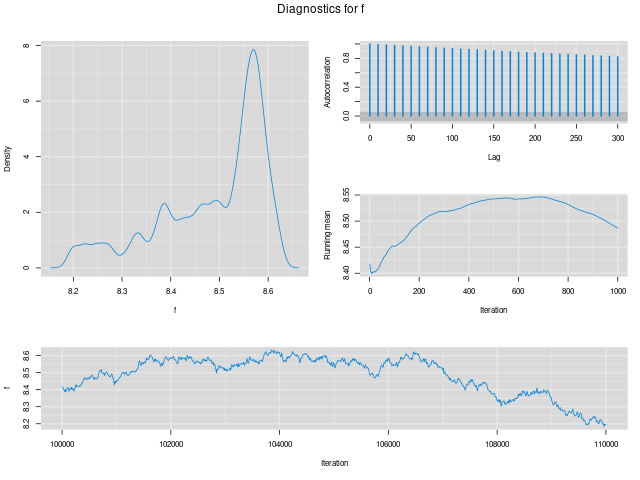 Diagnostics for f
Density
8
6
4
2
0
8.2 8.3 8.4 8.5 8.6
f
Autocorrelation
0.8
0.4
0.0
0 50 100 150 200 250 300
Lag
Running mean
8.55
8.50
8.45
8.40
0 200 400 600 800 1000
Iteration
f
8.6
8.5
8.4
8.3
8.2
100000 102000 104000 106000 108000 110000
Iteration